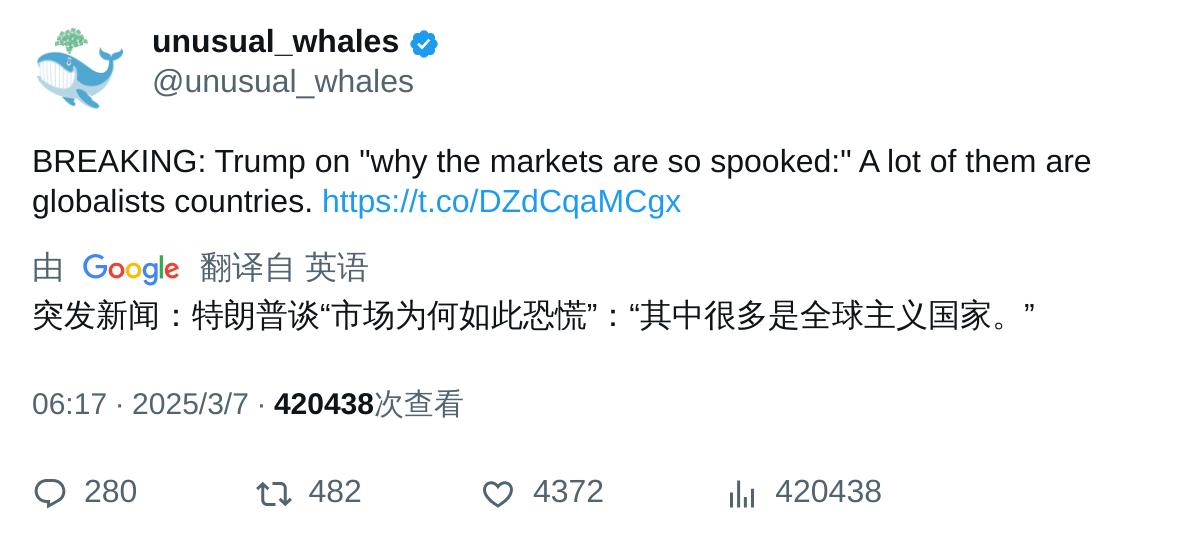 unusual_whales
@unusual_whales
BREAKING: Trump on "why the markets are so spooked:" A lot of them are
globalists countries. https://t.co/DZdCqaMCgx
由 Google 翻译自 英语
突发新闻：特朗普谈“市场为何如此恐慌”：“其中很多是全球主义国家。”
06:17 · 2025/3/7 · 420438次查看
280 482 4372 420438